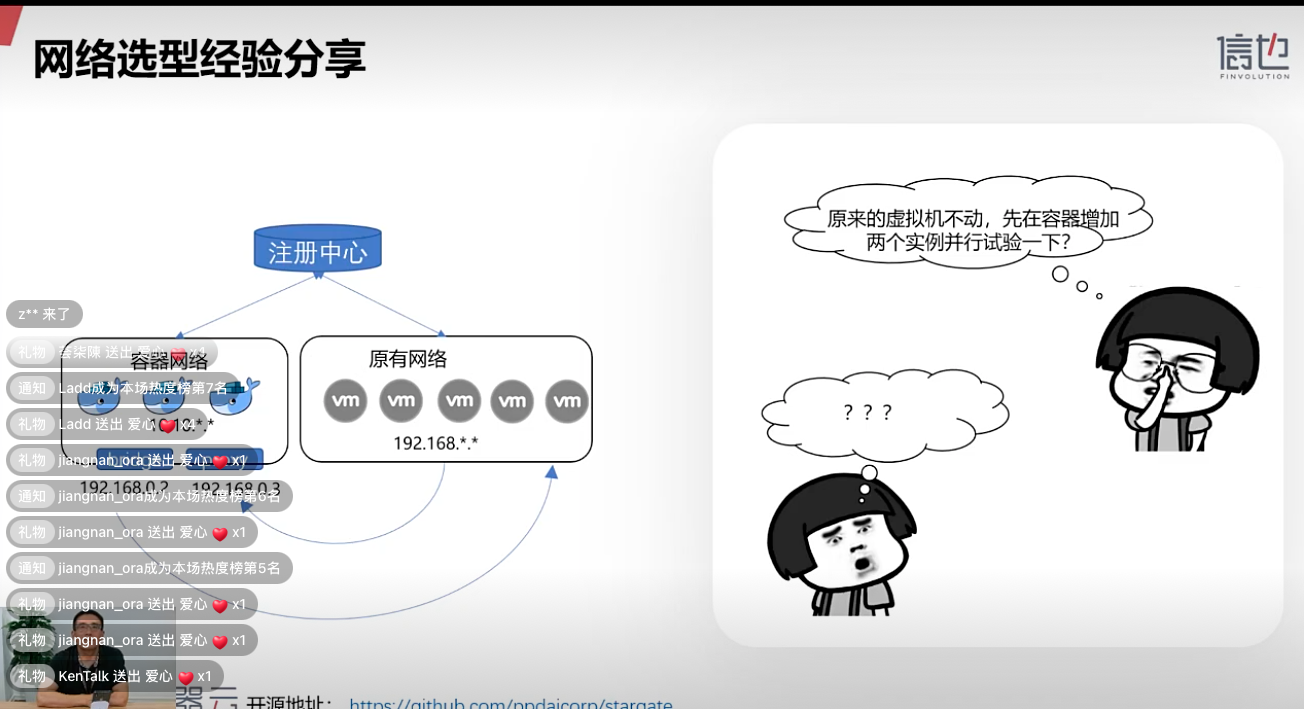 网络选型经验分享
信也
FINVOLUTION
原来的虚拟机不动，先在容器增加
两个实例并行试验一下？
？？？
注册中心
容器网络
原有网络
vm vm vm vm vm
192.168.*.*
192.168.0.2
192.168.0.3
z** 来了
礼物 送出 爱心 x1
通知 Ladd成为本场热度榜第7名
礼物 Ladd 送出 爱心 x4
礼物 jiangnan_ora 送出 爱心 x1
通知 jiangnan_ora成为本场热度榜第6名
礼物 jiangnan_ora 送出 爱心 x1
通知 jiangnan_ora成为本场热度榜第5名
礼物 jiangnan_ora 送出 爱心 x1
礼物 jiangnan_ora 送出 爱心 x1
礼物 KenTalk 送出 爱心 x1
器云 开源地址： https://github.com/ppdaicorp/stargate